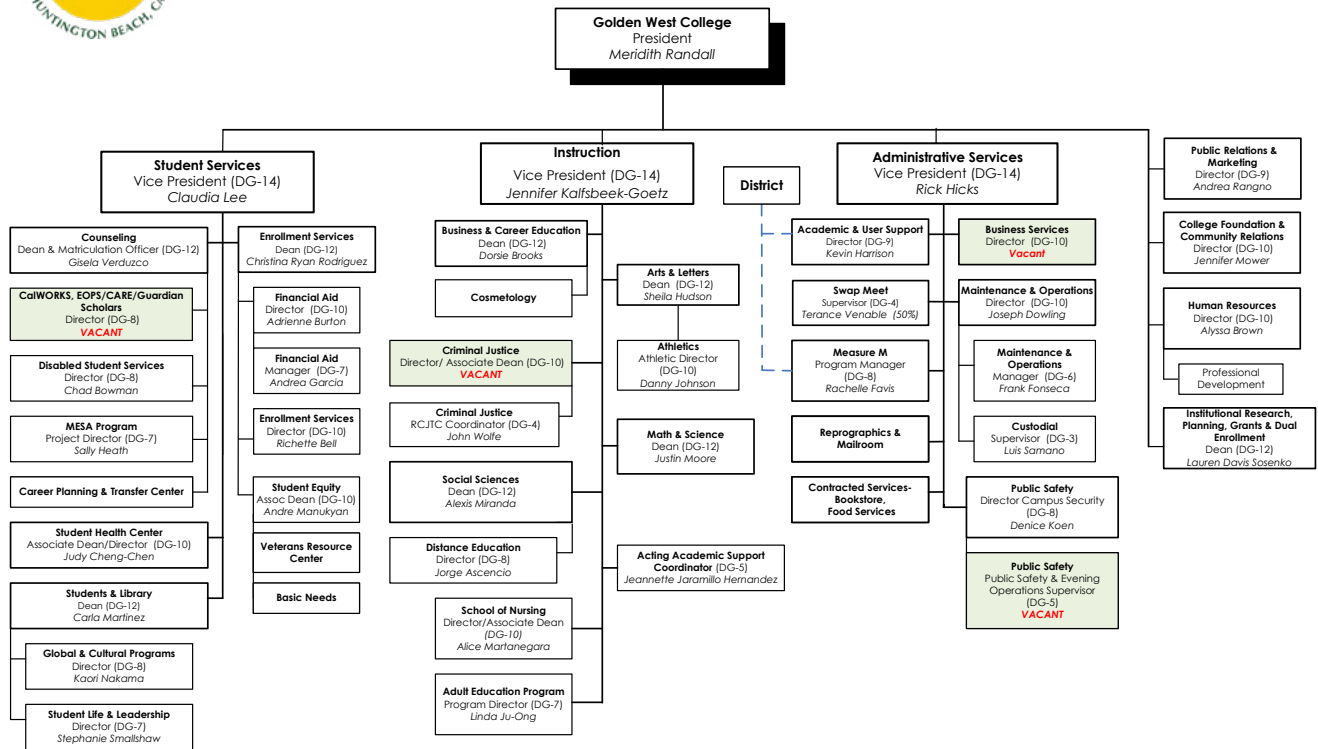 HUNTINGTON BEACH, C
Golden West College
President
Meridith Randall
Student Services
Vice President (DG-14)
Claudia Lee
Counseling
Dean & Matriculation Officer (DG-12)
Gisela Verduzco
CalWORKS, EOPS/CARE/Guardian
Scholars
Director (DG-8)
VACANT
Disabled Student Services
Director (DG-8)
Chad Bowman
MESA Program
Project Director (DG-7)
Sally Heath
Career Planning & Transfer Center
Student Health Center
Associate Dean/Director (DG-10)
Judy Cheng-Chen
Students & Library
Dean (DG-12)
Carla Martinez
Global & Cultural Programs
Director (DG-8)
Kaori Nakama
Student Life & Leadership
Director (DG-7)
Stephanie Smallshaw
Enrollment Services
Dean (DG-12)
Christina Ryan Rodriguez
Financial Aid
Director (DG-10)
Adrienne Burton
Financial Aid
Manager (DG-7)
Andrea Garcia
Enrollment Services
Director (DG-10)
Richette Bell
Student Equity
Assoc Dean (DG-10)
Andre Manukyan
Veterans Resource
Center
Basic Needs
Instruction
Vice President (DG-14)
Jennifer Kalfsbeek-Goetz
Business & Career Education
Dean (DG-12)
Dorsie Brooks
Cosmetology
Criminal Justice
Director/ Associate Dean (DG-10)
VACANT
Criminal Justice
RCJTC Coordinator (DG-4)
John Wolfe
Social Sciences
Dean (DG-12)
Alexis Miranda
Distance Education
Director (DG-8)
Jorge Ascencio
School of Nursing
Director/Associate Dean
(DG-10)
Alice Martanegara
Adult Education Program
Program Director (DG-7)
Linda Ju-Ong
Arts & Letters
Dean (DG-12)
Sheila Hudson
Athletics
Athletic Director
(DG-10)
Danny Johnson
Math & Science
Dean (DG-12)
Justin Moore
Acting Academic Support
Coordinator (DG-5)
Jeannette Jaramillo Hernandez
District
Administrative Services
Vice President (DG-14)
Rick Hicks
Academic & User Support
Director (DG-9)
Kevin Harrison
Swap Meet
Supervisor (DG-4)
Terance Venable (50%)
Measure M
Program Manager
(DG-8)
Rachelle Favis
Reprographics &
Mailroom
Contracted Services-
Bookstore,
Food Services
Business Services
Director (DG-10)
Vacant
Maintenance & Operations
Director (DG-10)
Joseph Dowling
Maintenance &
Operations
Manager (DG-6)
Frank Fonseca
Custodial
Supervisor (DG-3)
Luis Samano
Public Safety
Director Campus Security
(DG-8)
Denice Koen
Public Safety
Public Safety & Evening
Operations Supervisor
(DG-5)
VACANT
Public Relations &
Marketing
Director (DG-9)
Andrea Rangno
College Foundation &
Community Relations
Director (DG-10)
Jennifer Mower
Human Resources
Director (DG-10)
Alyssa Brown
Professional
Development
Institutional Research,
Planning, Grants & Dual
Enrollment
Dean (DG-12)
Lauren Davis Sosenko